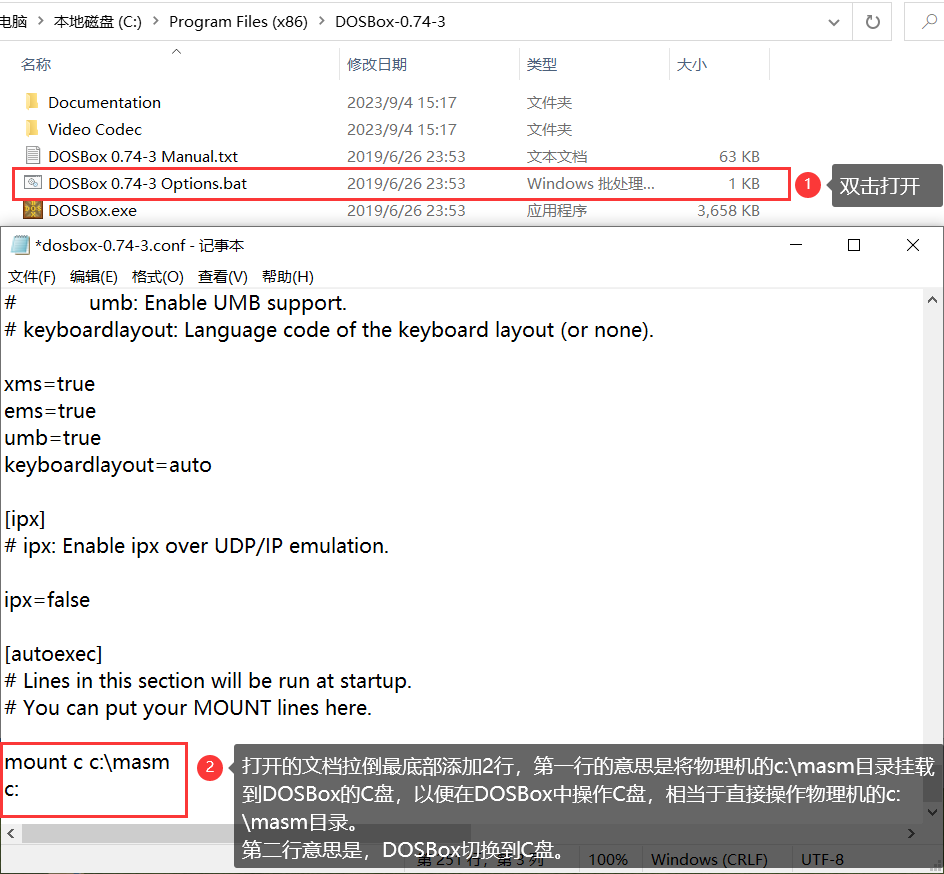 电脑 > 本地磁盘 (C:) > Program Files (x86) > DOSBox-0.74-3
名称 修改日期 类型 大小
Documentation 2023/9/4 15:17 文件夹
Video Codec 2023/9/4 15:17 文件夹
DOSBox 0.74-3 Manual.txt 2019/6/26 23:53 文本文档 63 KB
DOSBox 0.74-3 Options.bat 2019/6/26 23:53 Windows 批处理... 1 KB
1 双击打开
DOSBox.exe 2019/6/26 23:53 应用程序 3,658 KB
*dosbox-0.74-3.conf - 记事本
文件(F) 编辑(E) 格式(O) 查看(V) 帮助(H)
# umb: Enable UMB support.
# keyboardlayout: Language code of the keyboard layout (or none).
xms=true
ems=true
umb=true
keyboardlayout=auto
[ipx]
# ipx: Enable ipx over UDP/IP emulation.
ipx=false
[autoexec]
# Lines in this section will be run at startup.
# You can put your MOUNT lines here.
mount c c:\masm
c:
2 打开的文档拉倒最底部添加2行，第一行的意思是将物理机的c:\masm目录挂载
到DOSBox的C盘，以便在DOSBox中操作C盘，相当于直接操作物理机的c:
\masm目录。
第二行意思是，DOSBox切换到C盘。
第 251 行，第 3 列 100% Windows (CRLF) UTF-8